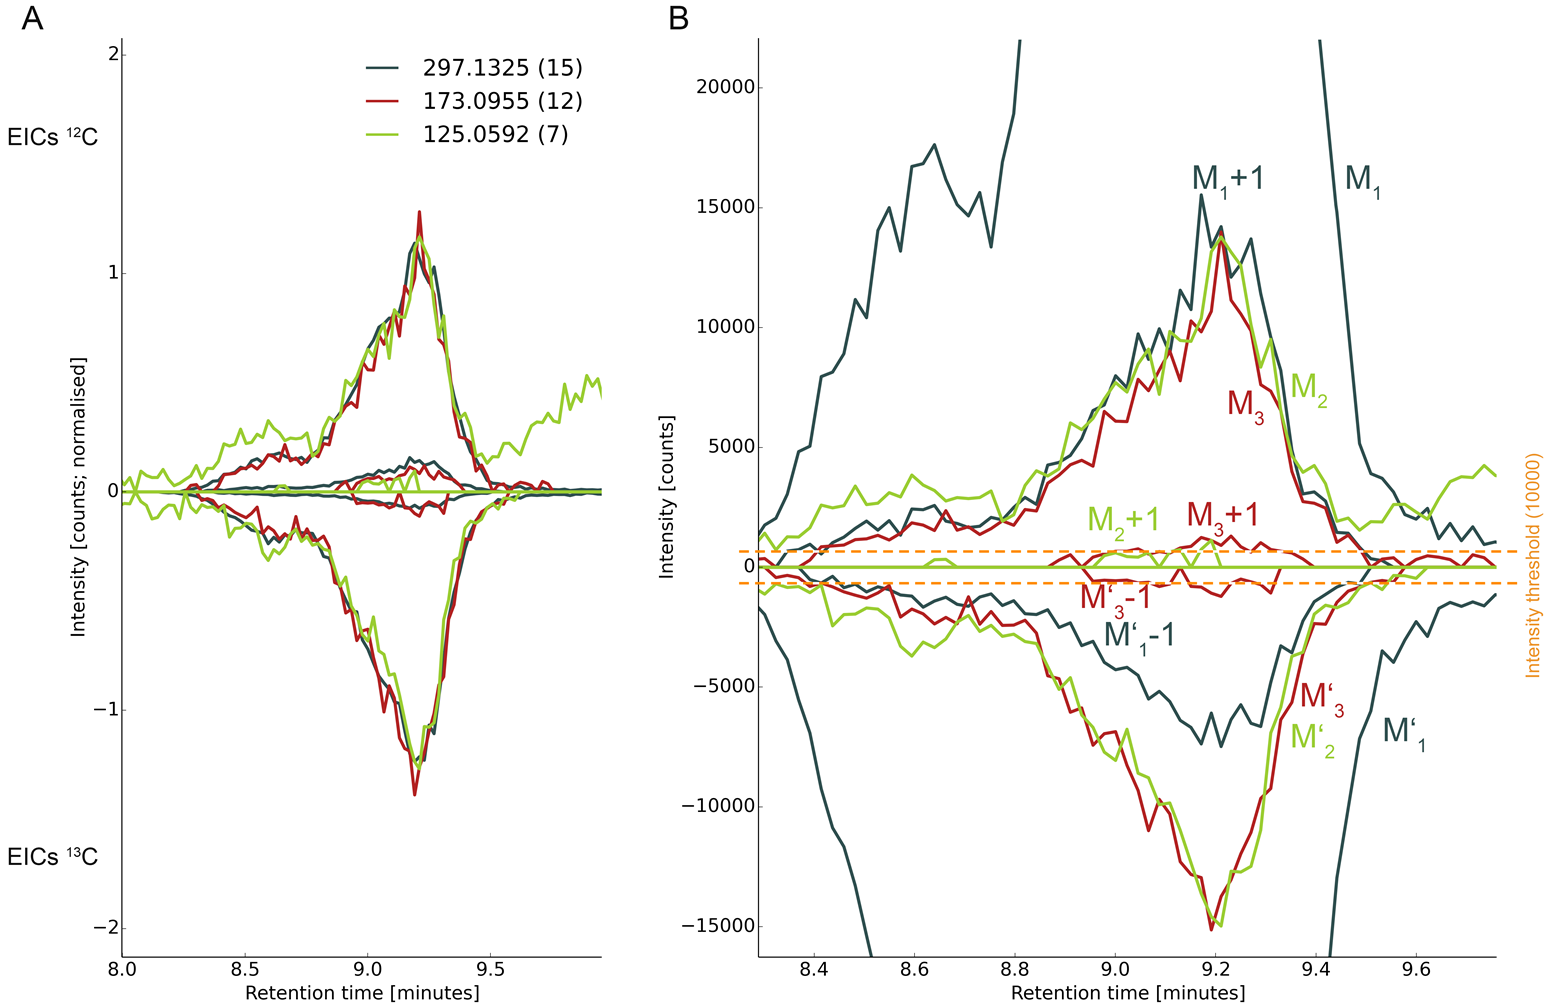 A
EICs ¹²C
297.1325 (15)
173.0955 (12)
125.0592 (7)
Intensity [counts; normalised]
2
1
0
−1
−2
EICs ¹³C
8.0 8.5 9.0 9.5
Retention time [minutes]
B
Intensity [counts]
20000
15000
10000
5000
0
−5000
−10000
−15000
M₁+1
M₁
M₂
M₃
M₂+1
M₃+1
M‘₃-1
M‘₁-1
M‘₃
M‘₂
M‘₁
Intensity threshold (10000)
8.4 8.6 8.8 9.0 9.2 9.4 9.6
Retention time [minutes]